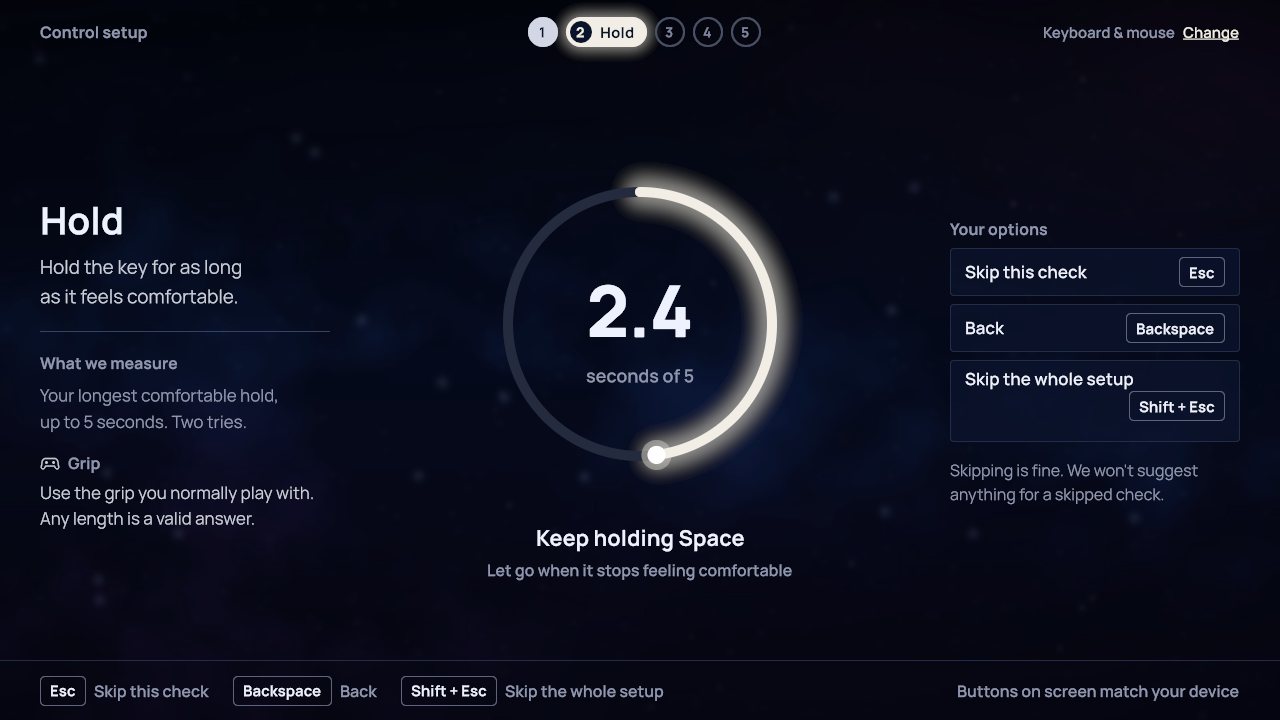 Control setup
1
2 Hold
3
4
5
Keyboard & mouse Change
Hold
Hold the key for as long
as it feels comfortable.
What we measure
Your longest comfortable hold,
up to 5 seconds. Two tries.
Grip
Use the grip you normally play with.
Any length is a valid answer.
2.4
seconds of 5
Keep holding Space
Let go when it stops feeling comfortable
Your options
Skip this check Esc
Back Backspace
Skip the whole setup
Shift + Esc
Skipping is fine. We won't suggest
anything for a skipped check.
Esc Skip this check Backspace Back Shift + Esc Skip the whole setup
Buttons on screen match your device